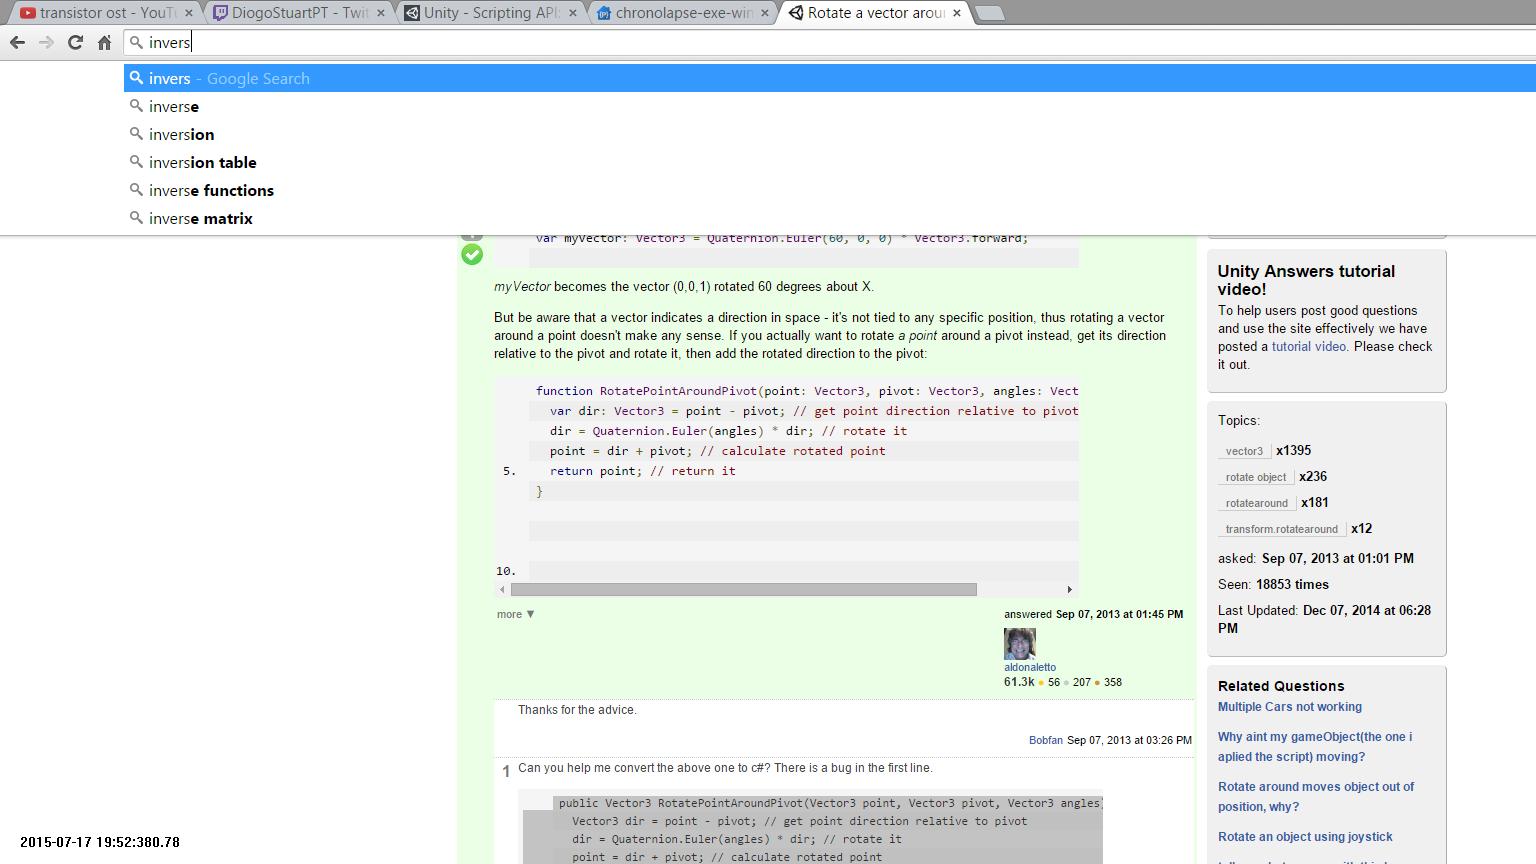 transistor ost - YouTu
DiogoStuartPT - Twit
Unity - Scripting API:
chronolapse-exe-win
Rotate a vector arou
invers
invers - Google Search
inverse
inversion
inversion table
inverse functions
inverse matrix
var myVector: Vector3 = Quaternion.Euler(60, 0, 0) * Vector3.forward;
myVector becomes the vector (0,0,1) rotated 60 degrees about X.
But be aware that a vector indicates a direction in space - it's not tied to any specific position, thus rotating a vector
around a point doesn't make any sense. If you actually want to rotate a point around a pivot instead, get its direction
relative to the pivot and rotate it, then add the rotated direction to the pivot:
function RotatePointAroundPivot(point: Vector3, pivot: Vector3, angles: Vect
var dir: Vector3 = point - pivot; // get point direction relative to pivot
dir = Quaternion.Euler(angles) * dir; // rotate it
point = dir + pivot; // calculate rotated point
5. return point; // return it
}
10.
more ▼
answered Sep 07, 2013 at 01:45 PM
aldonaletto
61.3k ● 56 ● 207 ● 358
Thanks for the advice.
Bobfan Sep 07, 2013 at 03:26 PM
1 Can you help me convert the above one to c#? There is a bug in the first line.
public Vector3 RotatePointAroundPivot(Vector3 point, Vector3 pivot, Vector3 angles)
Vector3 dir = point - pivot; // get point direction relative to pivot
dir = Quaternion.Euler(angles) * dir; // rotate it
point = dir + pivot; // calculate rotated point
Unity Answers tutorial
video!
To help users post good questions
and use the site effectively we have
posted a tutorial video. Please check
it out.
Topics:
vector3 x1395
rotate object x236
rotatearound x181
transform.rotatearound x12
asked: Sep 07, 2013 at 01:01 PM
Seen: 18853 times
Last Updated: Dec 07, 2014 at 06:28
PM
Related Questions
Multiple Cars not working
Why aint my gameObject(the one i
aplied the script) moving?
Rotate around moves object out of
position, why?
Rotate an object using joystick
2015-07-17 19:52:380.78